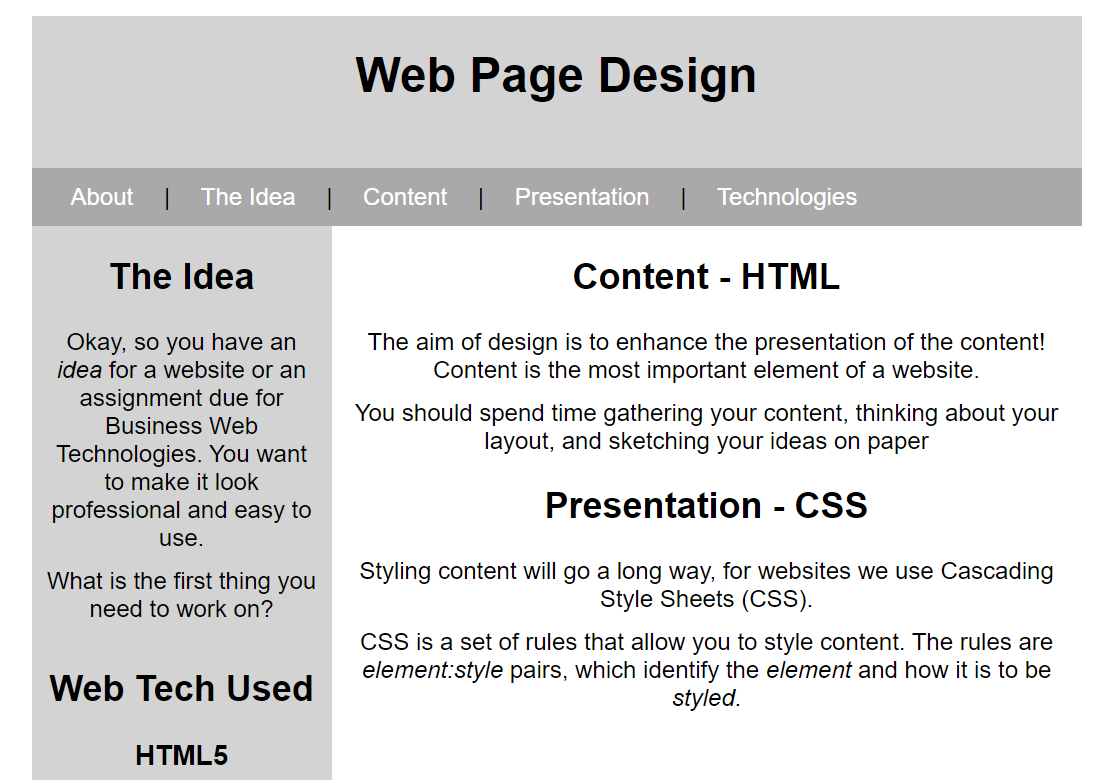 Web Page Design
About | The Idea | Content | Presentation | Technologies
The Idea
Okay, so you have an
idea for a website or an
assignment due for
Business Web
Technologies. You want
to make it look
professional and easy to
use.
What is the first thing you
need to work on?
Web Tech Used
HTML5
Content - HTML
The aim of design is to enhance the presentation of the content!
Content is the most important element of a website.
You should spend time gathering your content, thinking about your
layout, and sketching your ideas on paper
Presentation - CSS
Styling content will go a long way, for websites we use Cascading
Style Sheets (CSS).
CSS is a set of rules that allow you to style content. The rules are
element:style pairs, which identify the element and how it is to be
styled.